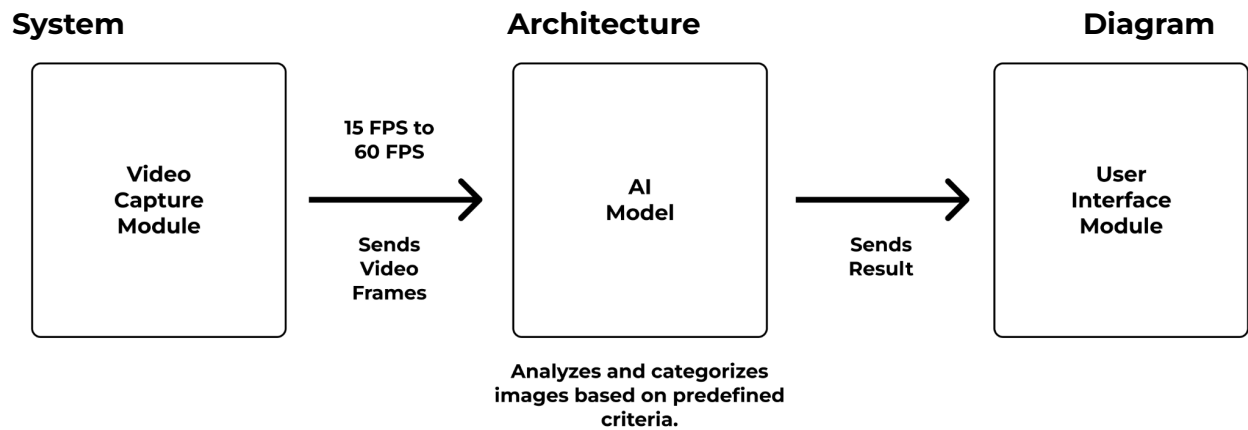 System Architecture Diagram
Video
Capture
Module
15 FPS to
60 FPS
Sends
Video
Frames
AI
Model
Analyzes and categorizes
images based on predefined
criteria.
Sends
Result
User
Interface
Module